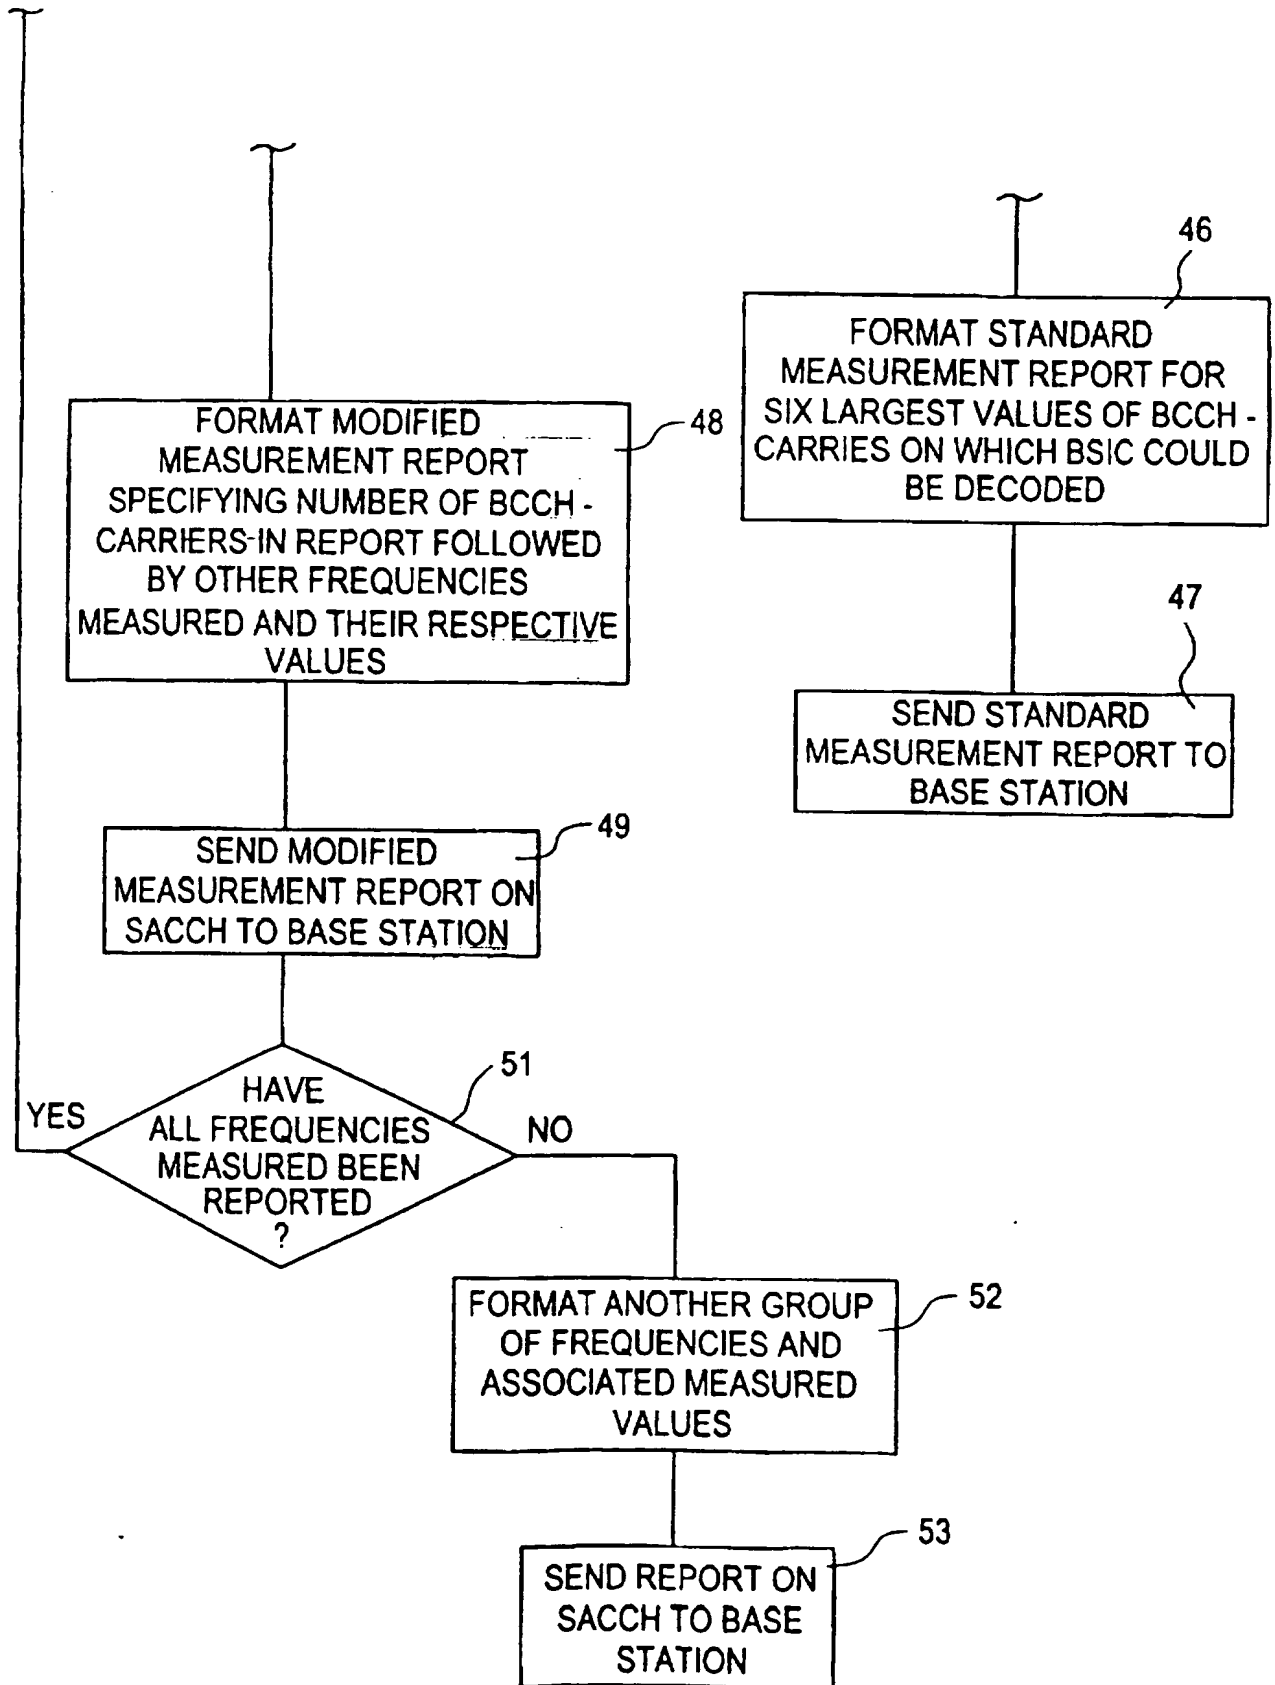 46
FORMAT STANDARD
MEASUREMENT REPORT FOR
SIX LARGEST VALUES OF BCCH -
CARRIES ON WHICH BSIC COULD
BE DECODED
48
FORMAT MODIFIED
MEASUREMENT REPORT
SPECIFYING NUMBER OF BCCH -
CARRIERS-IN REPORT FOLLOWED
BY OTHER FREQUENCIES
MEASURED AND THEIR RESPECTIVE
VALUES
47
SEND STANDARD
MEASUREMENT REPORT TO
BASE STATION
49
SEND MODIFIED
MEASUREMENT REPORT ON
SACCH TO BASE STATION
51
HAVE
ALL FREQUENCIES
MEASURED BEEN
REPORTED
?
YES
NO
52
FORMAT ANOTHER GROUP
OF FREQUENCIES AND
ASSOCIATED MEASURED
VALUES
53
SEND REPORT ON
SACCH TO BASE
STATION